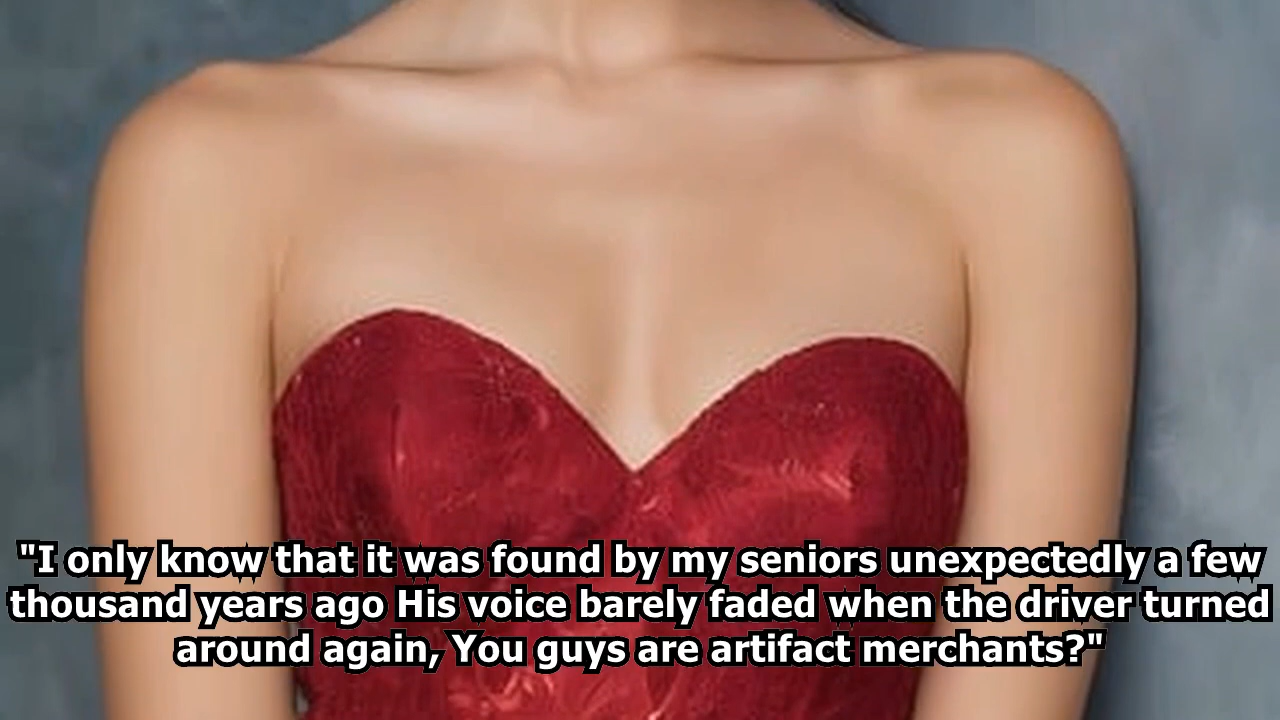 "I only know that it was found by my seniors unexpectedly a few
thousand years ago His voice barely faded when the driver turned
around again, You guys are artifact merchants?"